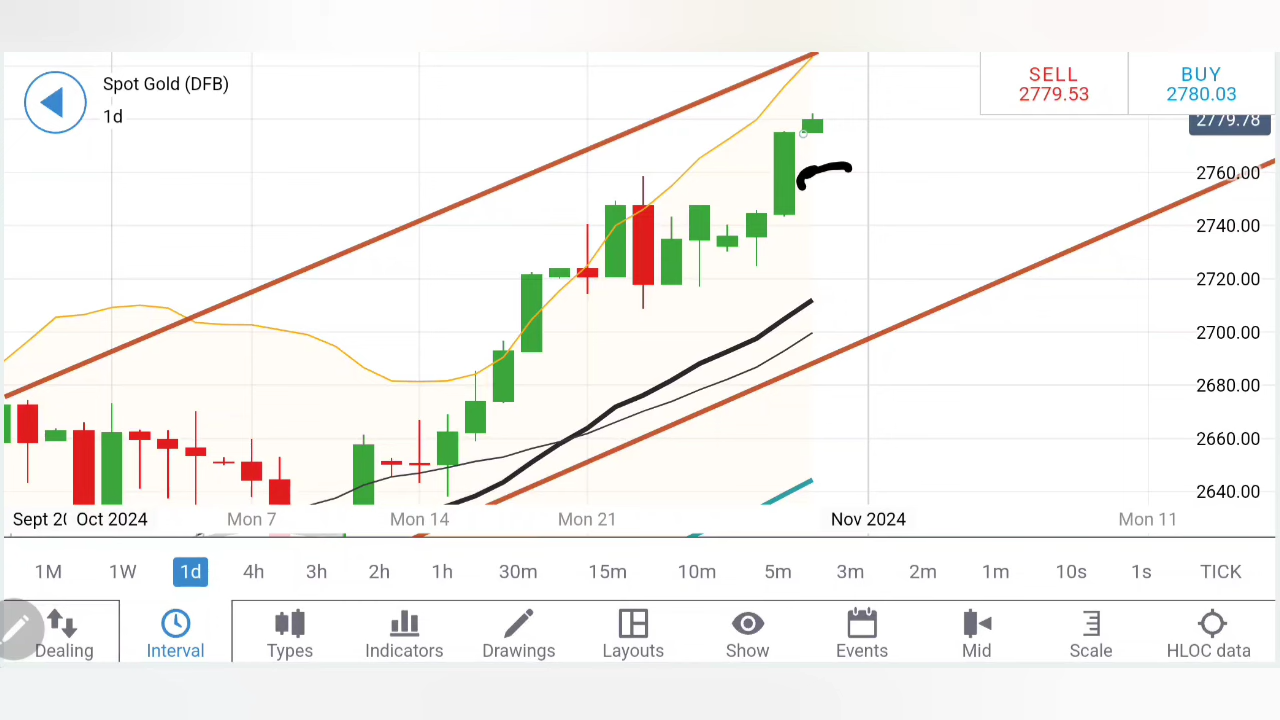 Spot Gold (DFB)
1d
SELL
2779.53
BUY
2780.03
2779.78
2760.00
2740.00
2720.00
2700.00
2680.00
2660.00
2640.00
Sept 20 Oct 2024 Mon 7 Mon 14 Mon 21 Nov 2024 Mon 11
1M 1W 1d 4h 3h 2h 1h 30m 15m 10m 5m 3m 2m 1m 10s 1s TICK
Dealing Interval Types Indicators Drawings Layouts Show Events Mid Scale HLOC data